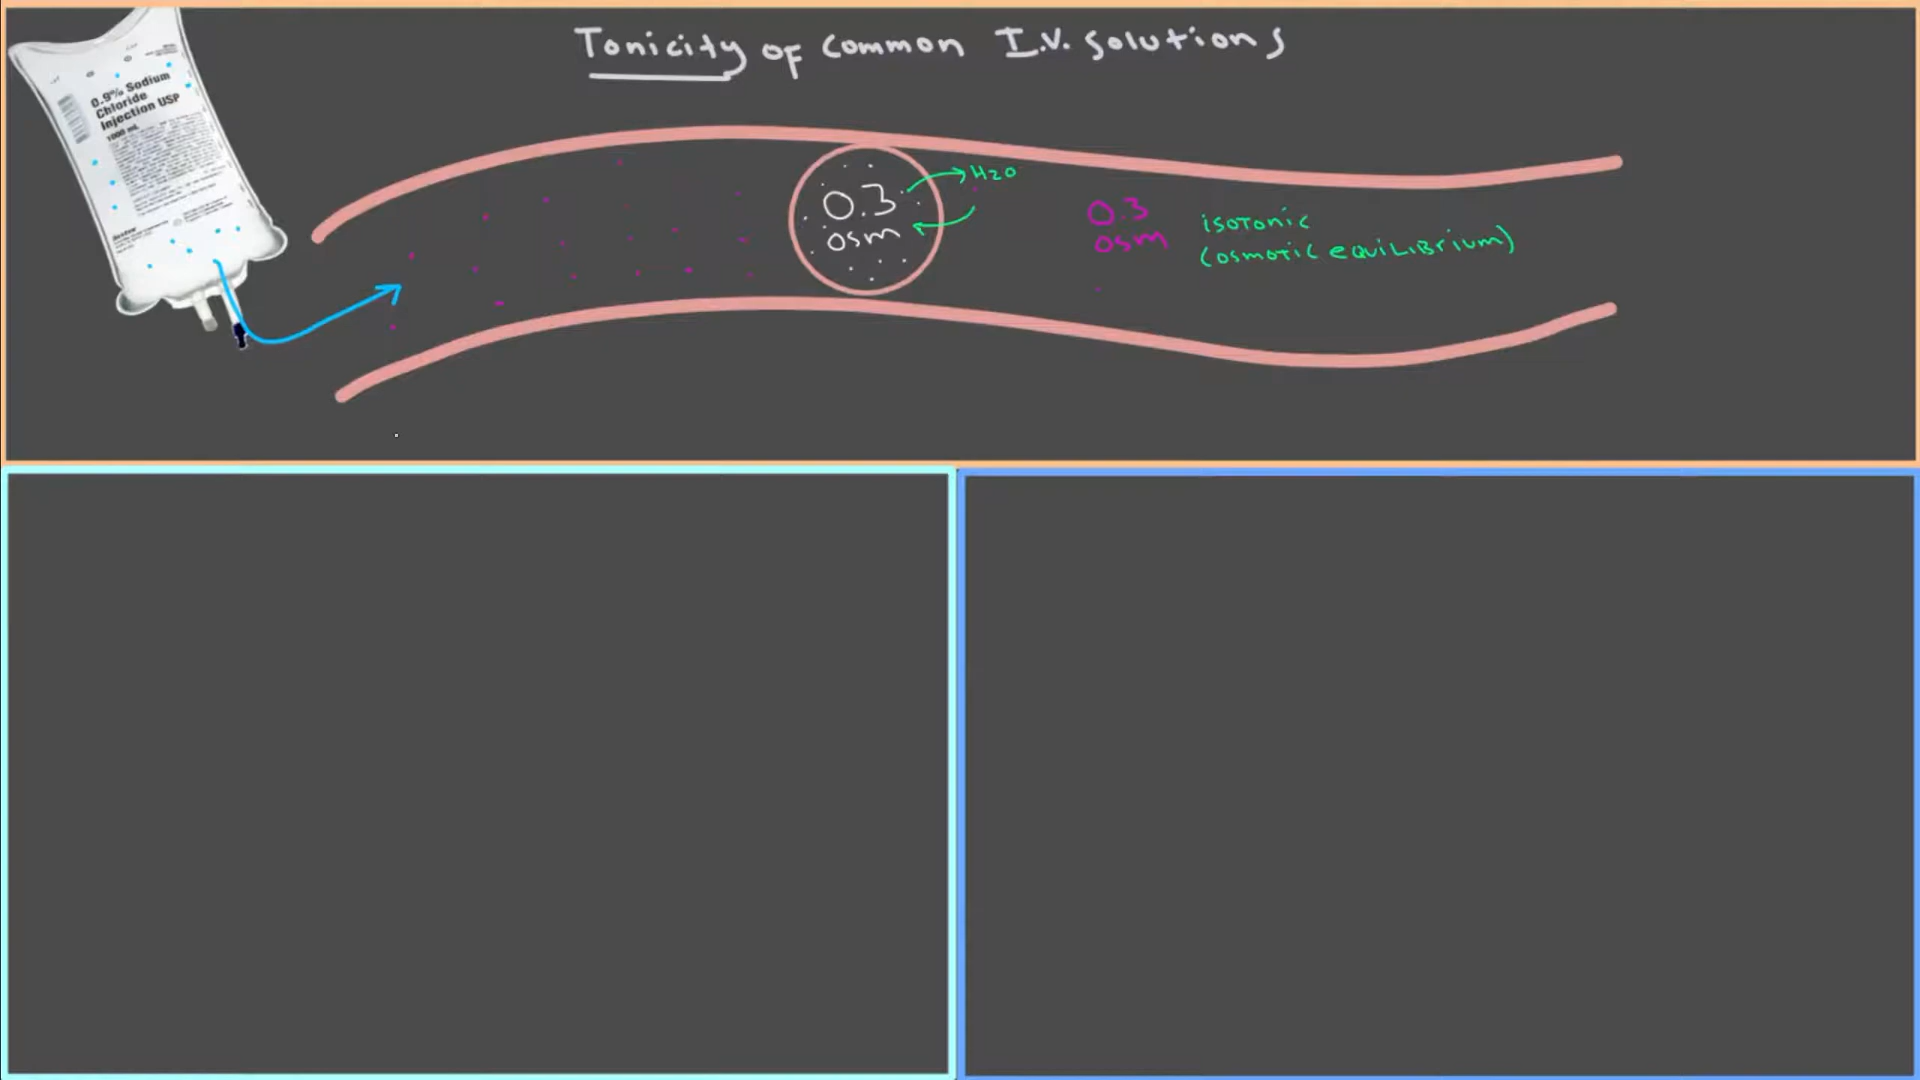 Tonicity of common I.V. solutions
0.9% Sodium
Chloride
Injection USP
1000 mL
0.3
osm
H2O
0.3
osm
isotonic
(osmotic equilibrium)